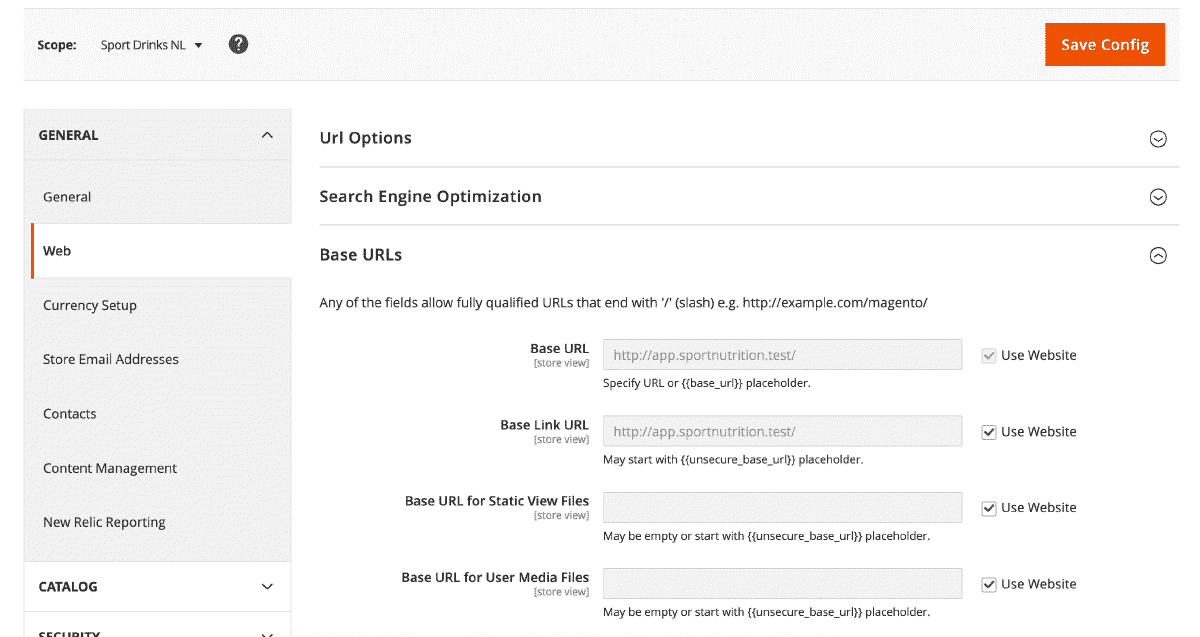 Scope: Sport Drinks NL ?
Save Config
GENERAL
General
Web
Currency Setup
Store Email Addresses
Contacts
Content Management
New Relic Reporting
CATALOG
SECURITY
Url Options
Search Engine Optimization
Base URLs
Any of the fields allow fully qualified URLs that end with '/' (slash) e.g. http://example.com/magento/
Base URL
[store view]
http://app.sportnutrition.test/
Use Website
Specify URL or {{base_url}} placeholder.
Base Link URL
[store view]
http://app.sportnutrition.test/
Use Website
May start with {{unsecure_base_url}} placeholder.
Base URL for Static View Files
[store view]
Use Website
May be empty or start with {{unsecure_base_url}} placeholder.
Base URL for User Media Files
[store view]
Use Website
May be empty or start with {{unsecure_base_url}} placeholder.